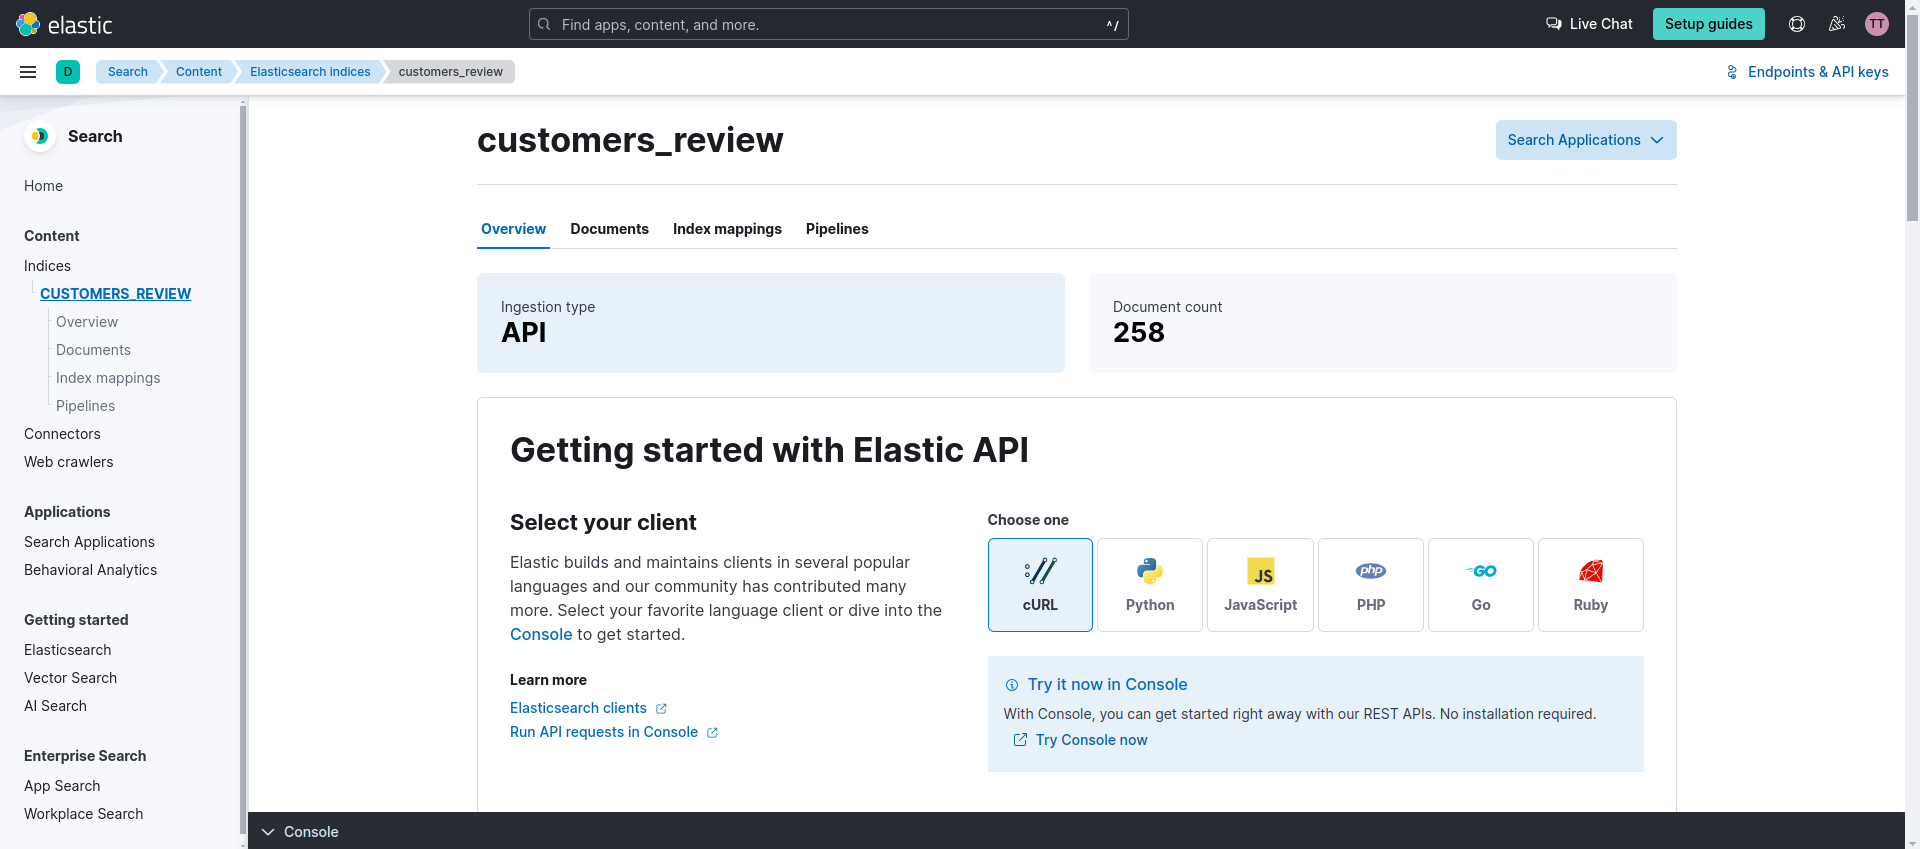 elastic
Find apps, content, and more.
^/
Live Chat
Setup guides
TT
D
Search
Content
Elasticsearch indices
customers_review
Endpoints & API keys
Search
Home
Content
Indices
CUSTOMERS_REVIEW
Overview
Documents
Index mappings
Pipelines
Connectors
Web crawlers
Applications
Search Applications
Behavioral Analytics
Getting started
Elasticsearch
Vector Search
AI Search
Enterprise Search
App Search
Workplace Search
customers_review
Search Applications
Overview
Documents
Index mappings
Pipelines
Ingestion type
API
Document count
258
Getting started with Elastic API
Select your client
Elastic builds and maintains clients in several popular
languages and our community has contributed many
more. Select your favorite language client or dive into the
Console to get started.
Learn more
Elasticsearch clients
Run API requests in Console
Choose one
cURL
Python
JS
JavaScript
php
PHP
GO
Go
Ruby
Try it now in Console
With Console, you can get started right away with our REST APIs. No installation required.
Try Console now
Console